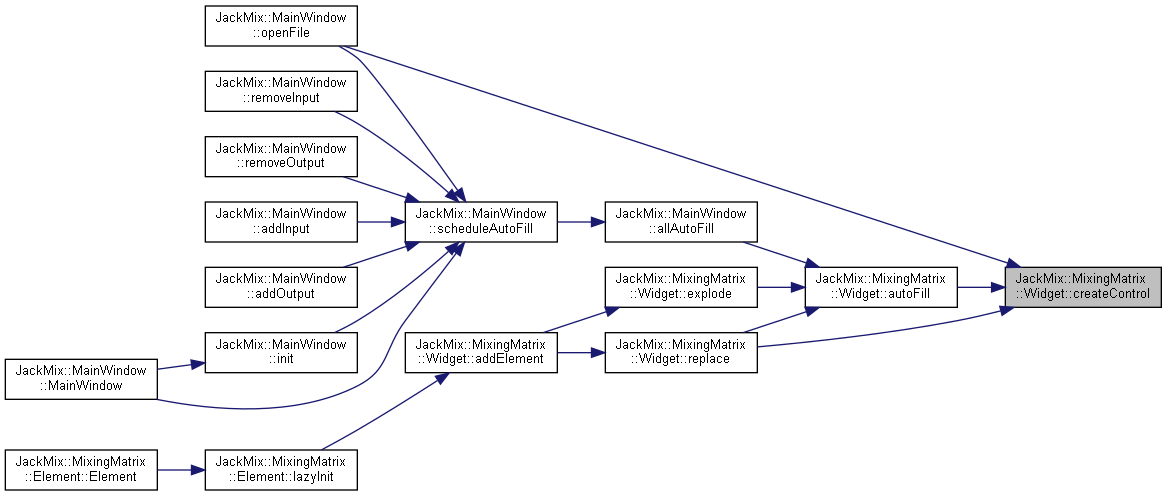 JackMix::MainWindow
::openFile
JackMix::MainWindow
::removeInput
JackMix::MainWindow
::removeOutput
JackMix::MainWindow
::addInput
JackMix::MainWindow
::scheduleAutoFill
JackMix::MainWindow
::allAutoFill
JackMix::MainWindow
::addOutput
JackMix::MixingMatrix
::Widget::explode
JackMix::MixingMatrix
::Widget::autoFill
JackMix::MixingMatrix
::Widget::createControl
JackMix::MainWindow
::init
JackMix::MixingMatrix
::Widget::addElement
JackMix::MixingMatrix
::Widget::replace
JackMix::MainWindow
::MainWindow
JackMix::MixingMatrix
::Element::Element
JackMix::MixingMatrix
::Element::lazyInit